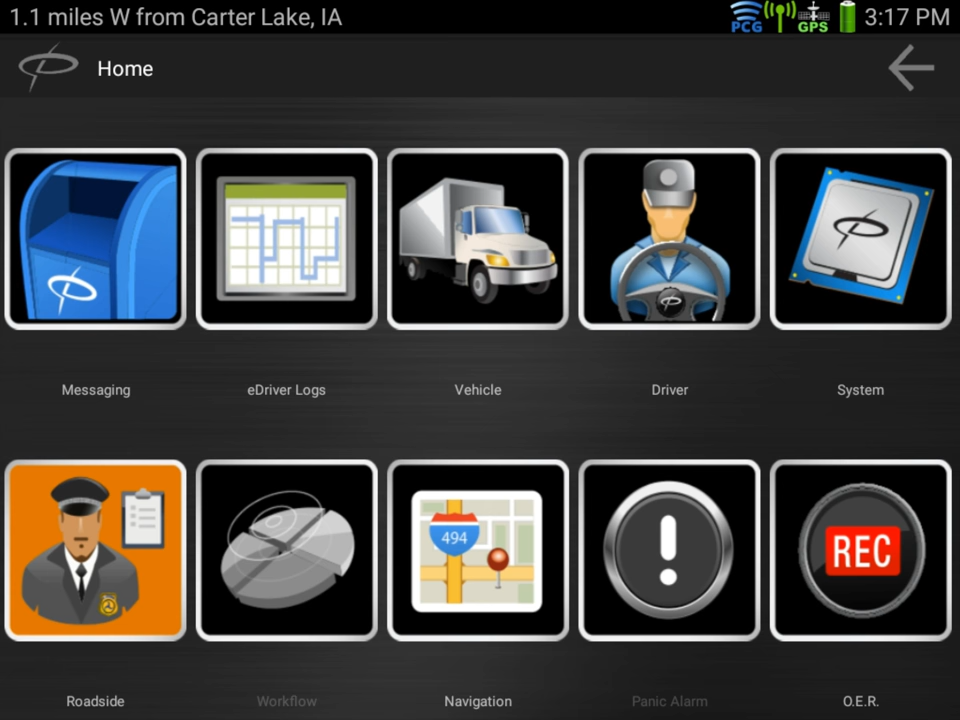 1.1 miles W from Carter Lake, IA
PCG
GPS
3:17 PM
Home
Messaging
eDriver Logs
Vehicle
Driver
System
494
REC
Roadside
Workflow
Navigation
Panic Alarm
O.E.R.